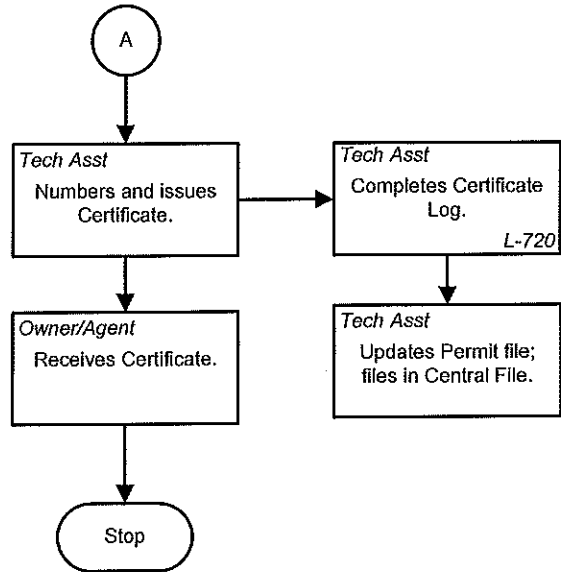 A
Tech Asst
Numbers and issues
Certificate.
Tech Asst
Completes Certificate
Log.
L-720
Owner/Agent
Receives Certificate.
Tech Asst
Updates Permit file;
files in Central File.
Stop